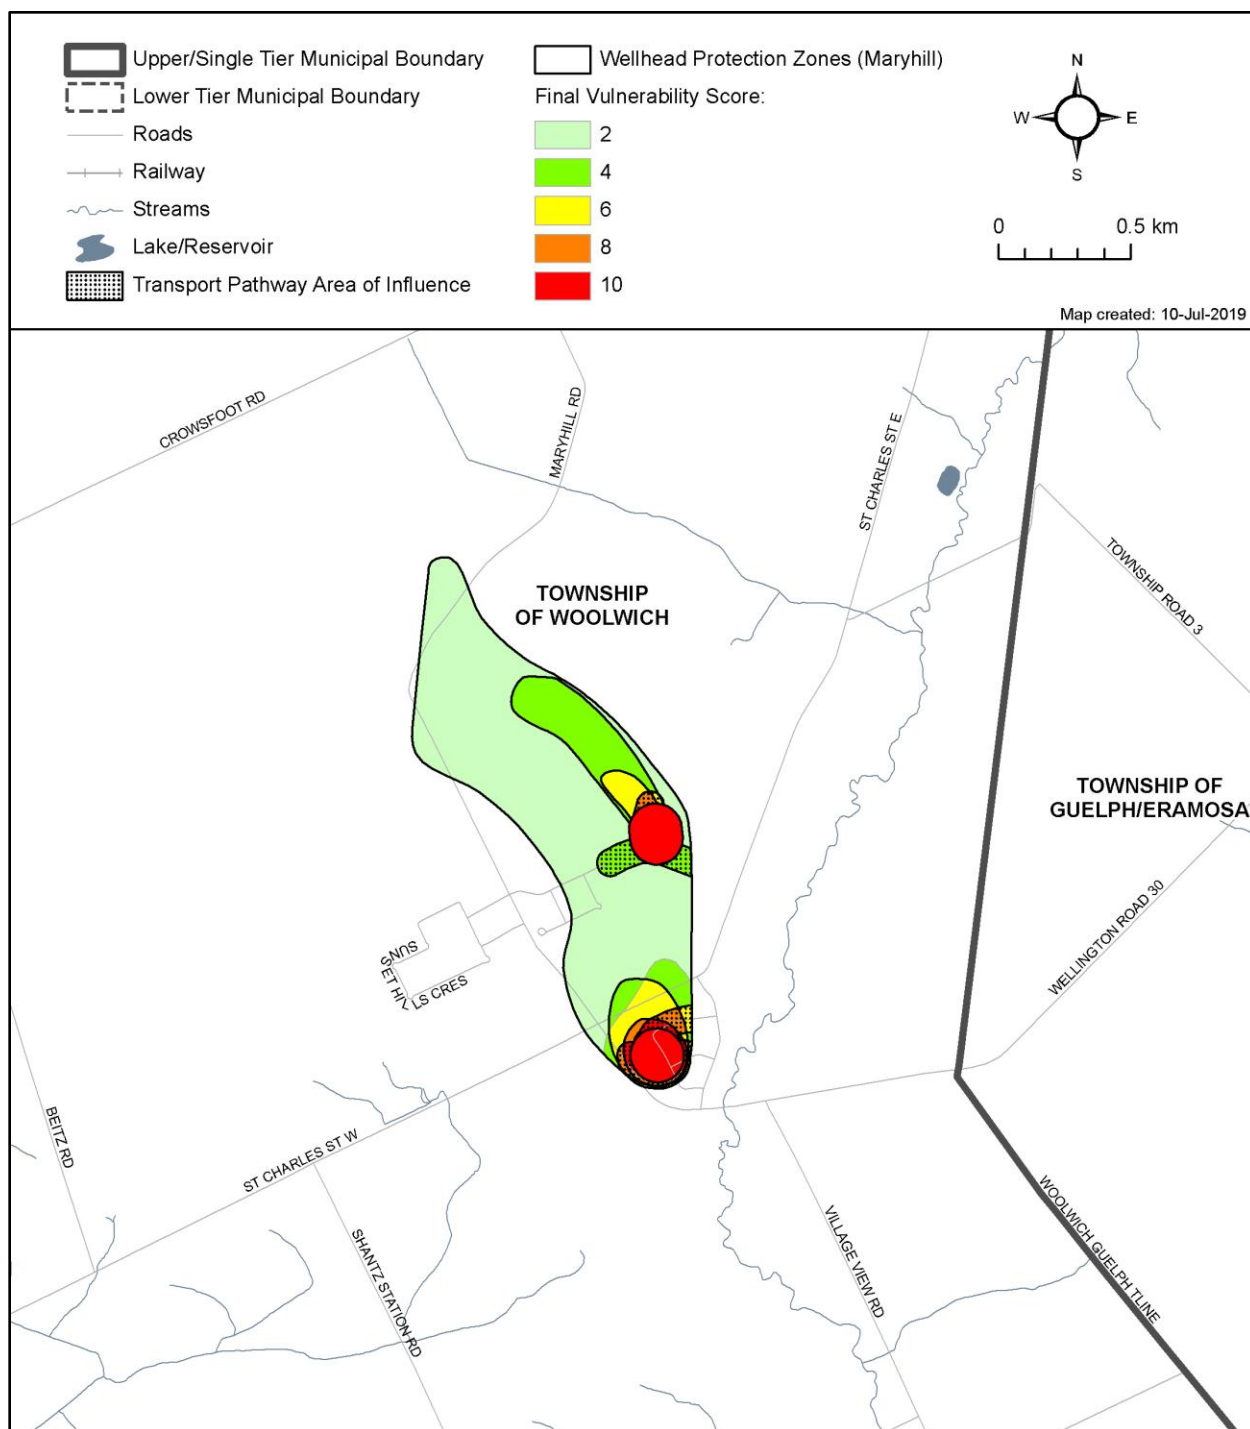 Upper/Single Tier Municipal Boundary
Lower Tier Municipal Boundary
Roads
Railway
Streams
Lake/Reservoir
Transport Pathway Area of Influence
Wellhead Protection Zones (Maryhill)
Final Vulnerability Score:
2
4
6
8
10
N
W
E
S
0
0.5 km
Map created: 10-Jul-2019
CROWSFOOT RD
MARYHILL RD
ST CHARLES ST E
TOWNSHIP ROAD 3
TOWNSHIP
OF WOOLWICH
TOWNSHIP OF
GUELPH/ERAMOSA
WELLINGTON ROAD 30
SUNSET HILLS CRES
BEITZ RD
ST CHARLES ST W
SHANTZ STATION RD
VILLAGE VIEW RD
WOOLWICH GUELPH TLINE